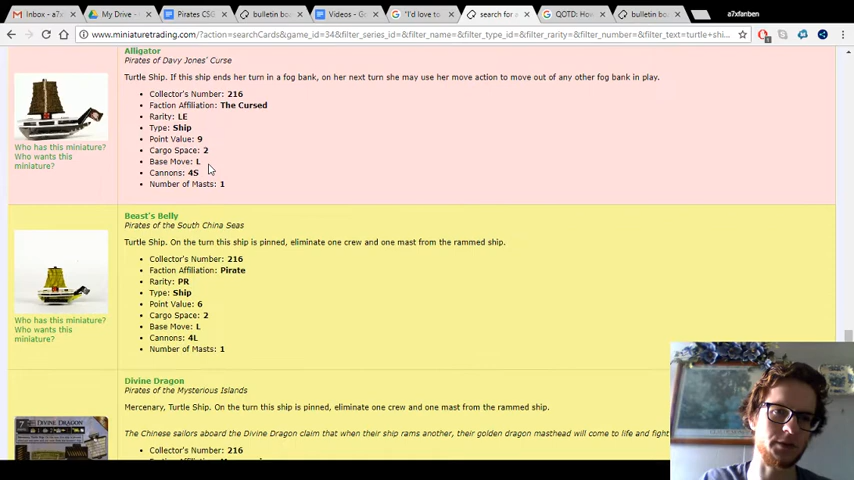 Inbox - a7x
My Drive -
Pirates CSG
bulletin bo
Videos - Go
"I'd love to
search for a
QOTD: How
bulletin bo
a7xfanben
www.miniaturetrading.com/?action=searchCards&game_id=34&filter_series_id=&filter_name=&filter_type_id=&filter_rarity=&filter_number=&filter_text=turtle+shi...
Alligator
Pirates of Davy Jones' Curse
Turtle Ship. If this ship ends her turn in a fog bank, on her next turn she may use her move action to move out of any other fog bank in play.
Collector's Number: 216
Faction Affiliation: The Cursed
Rarity: LE
Type: Ship
Point Value: 9
Cargo Space: 2
Base Move: L
Cannons: 4S
Number of Masts: 1
Who has this miniature?
Who wants this
miniature?
Beast's Belly
Pirates of the South China Seas
Turtle Ship. On the turn this ship is pinned, eliminate one crew and one mast from the rammed ship.
Collector's Number: 216
Faction Affiliation: Pirate
Rarity: PR
Type: Ship
Point Value: 6
Cargo Space: 2
Base Move: L
Cannons: 4L
Number of Masts: 1
Who has this miniature?
Who wants this
miniature?
Divine Dragon
Pirates of the Mysterious Islands
Mercenary, Turtle Ship. On the turn this ship is pinned, eliminate one crew and one mast from the rammed ship.
The Chinese sailors aboard the Divine Dragon claim that when their ship rams another, their golden dragon masthead will come to life and fight
Collector's Number: 216
DIVINE DRAGON